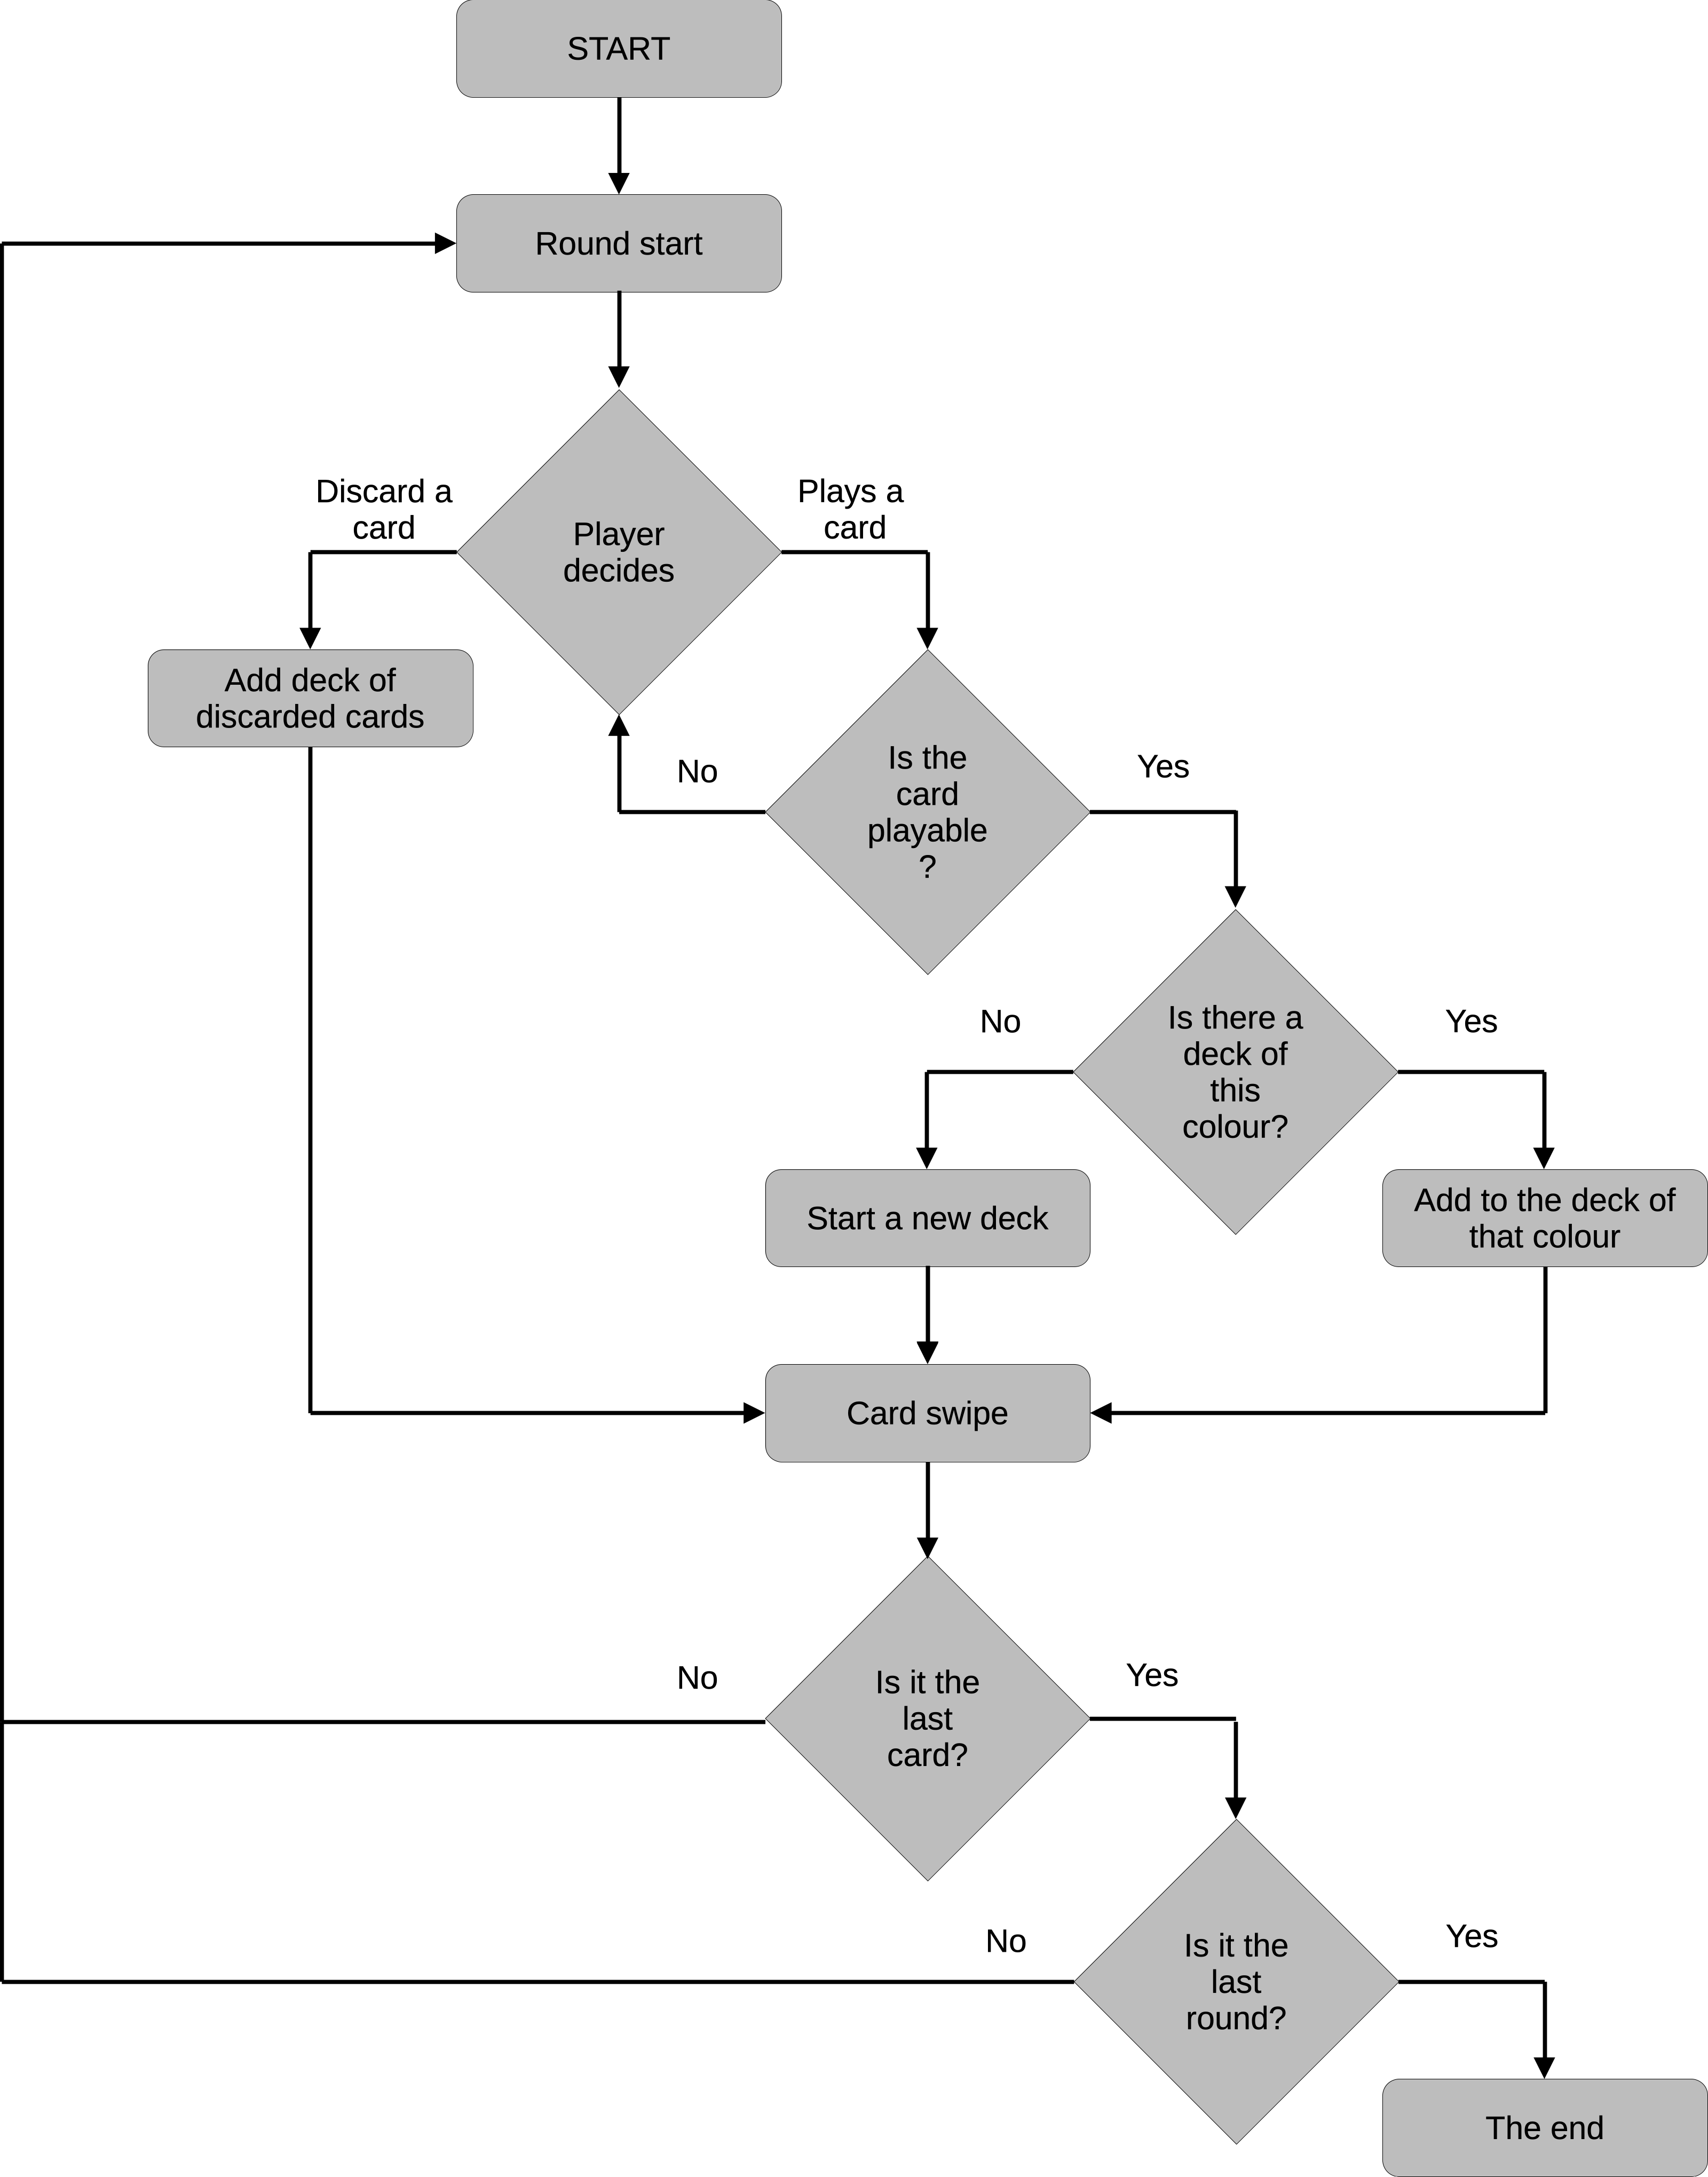 START
Round start
Discard a
card
Plays a
card
Player
decides
Add deck of
discarded cards
No
Is the
card
playable
?
Yes
No
Is there a
deck of
this
colour?
Yes
Start a new deck
Add to the deck of
that colour
Card swipe
No
Is it the
last
card?
Yes
No
Is it the
last
round?
Yes
The end